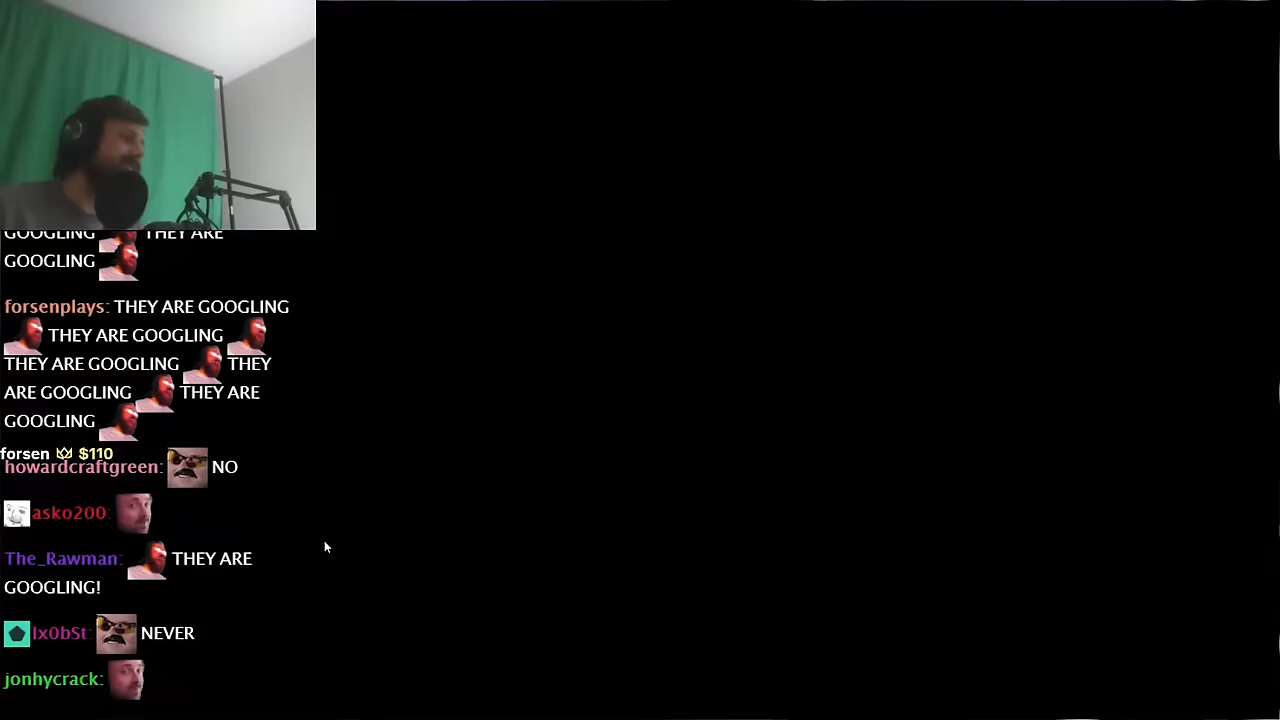 GOOGLING THEY ARE
GOOGLING
forsenplays: THEY ARE GOOGLING
THEY ARE GOOGLING
THEY ARE GOOGLING THEY
ARE GOOGLING THEY ARE
GOOGLING
forsen $110
howardcraftgreen: NO
asko200:
The_Rawman: THEY ARE
GOOGLING!
lx0bSt: NEVER
jonhycrack: